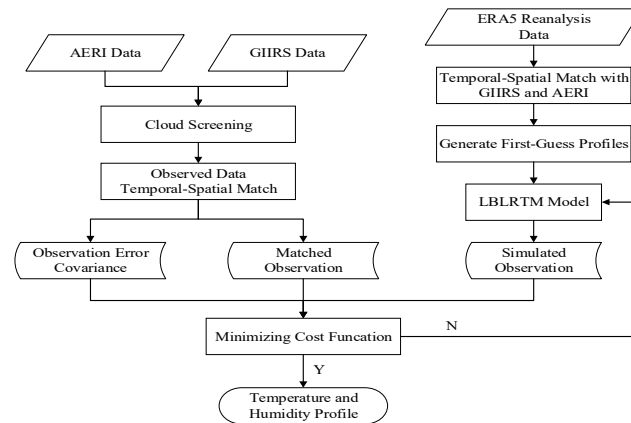 AERI Data
GIIRS Data
ERA5 Reanalysis
Data
Cloud Screening
Temporal-Spatial Match with
GIIRS and AERI
Observed Data
Temporal-Spatial Match
Generate First-Guess Profiles
LBLRTM Model
Observation Error
Covariance
Matched
Observation
Simulated
Observation
Minimizing Cost Funcation
N
Y
Temperature and
Humidity Profile